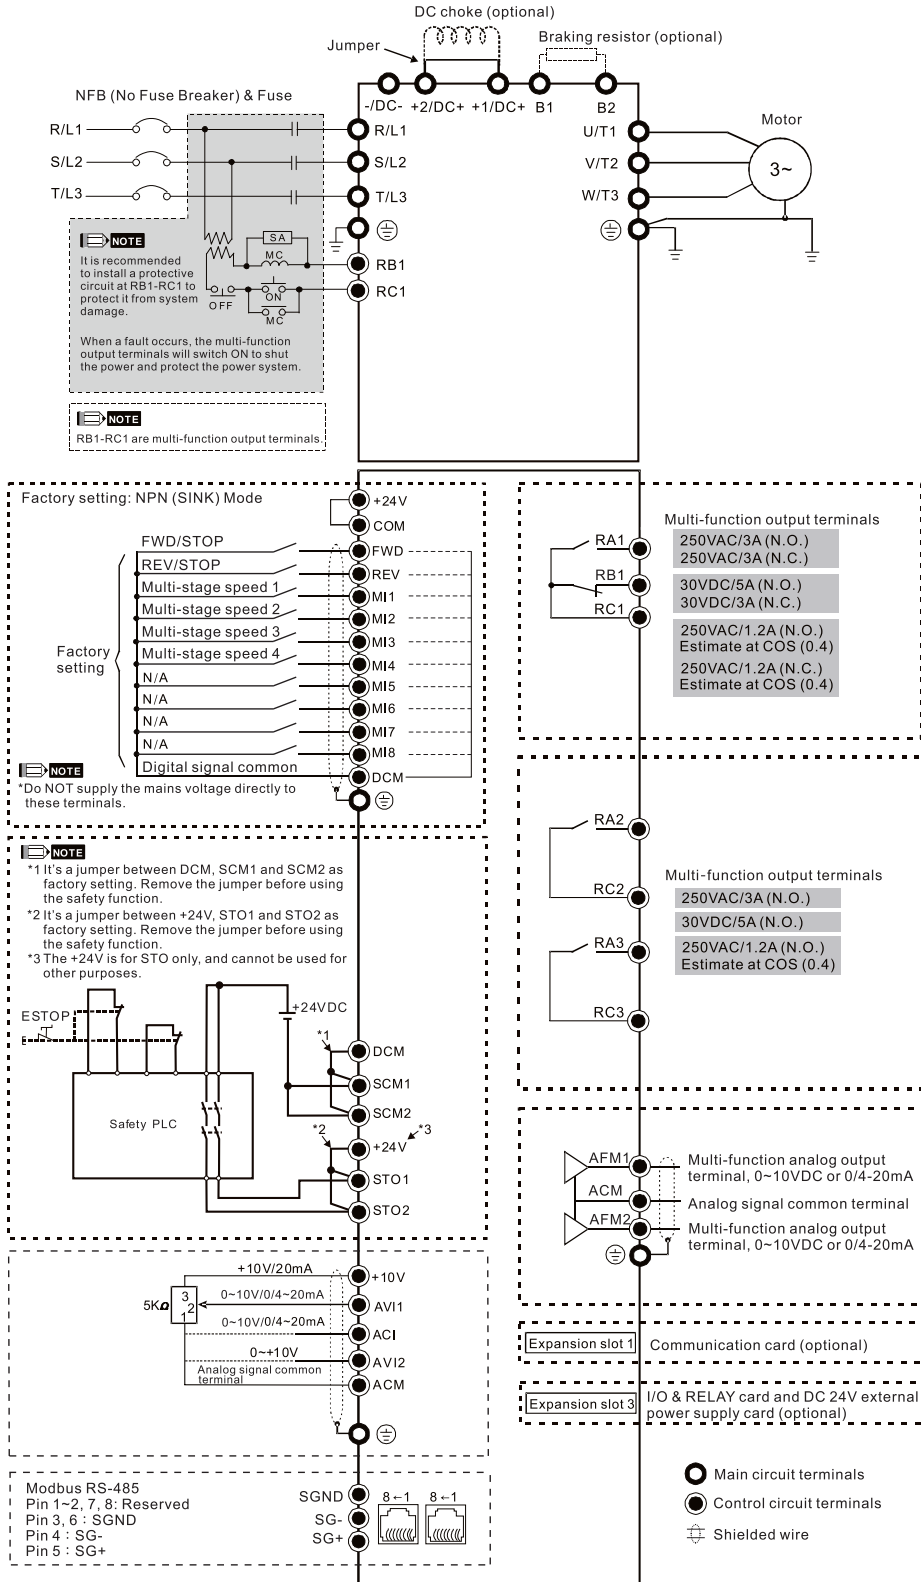 DC choke (optional)
Jumper
Braking resistor (optional)
NFB (No Fuse Breaker) & Fuse
-/DC-
+2/DC+
+1/DC+
B1
B2
R/L1
R/L1
U/T1
Motor
S/L2
S/L2
V/T2
3~
T/L3
T/L3
W/T3
NOTE
It is recommended
to install a protective
circuit at RB1-RC1 to
protect it from system
damage.
SA
MC
RB1
RC1
OFF
ON
MC
When a fault occurs, the multi-function
output terminals will switch ON to shut
the power and protect the power system.
NOTE
RB1-RC1 are multi-function output terminals.
Factory setting: NPN (SINK) Mode
+24V
COM
FWD/STOP
FWD
REV/STOP
REV
Multi-stage speed 1
MI1
Multi-stage speed 2
MI2
Multi-stage speed 3
MI3
Multi-stage speed 4
MI4
Factory
setting
N/A
MI5
N/A
MI6
N/A
MI7
N/A
MI8
Digital signal common
DCM
NOTE
*Do NOT supply the mains voltage directly to
these terminals.
Multi-function output terminals
RA1
250VAC/3A (N.O.)
250VAC/3A (N.C.)
RB1
30VDC/5A (N.O.)
30VDC/3A (N.C.)
RC1
250VAC/1.2A (N.O.)
Estimate at COS (0.4)
250VAC/1.2A (N.C.)
Estimate at COS (0.4)
RA2
RC2
Multi-function output terminals
250VAC/3A (N.O.)
30VDC/5A (N.O.)
RA3
250VAC/1.2A (N.O.)
Estimate at COS (0.4)
RC3
NOTE
*1 It's a jumper between DCM, SCM1 and SCM2 as
factory setting. Remove the jumper before using
the safety function.
*2 It's a jumper between +24V, STO1 and STO2 as
factory setting. Remove the jumper before using
the safety function.
*3 The +24V is for STO only, and cannot be used for
other purposes.
ESTOP
+24VDC
*1
DCM
SCM1
SCM2
Safety PLC
*2
+24V
*3
STO1
STO2
AFM1
Multi-function analog output
terminal, 0~10VDC or 0/4-20mA
ACM
Analog signal common terminal
AFM2
Multi-function analog output
terminal, 0~10VDC or 0/4-20mA
+10V/20mA
+10V
5KΩ
3
2
1
0~10V/0/4~20mA
AVI1
0~10V/0/4~20mA
ACI
0~+10V
AVI2
Analog signal common
terminal
ACM
Expansion slot 1
Communication card (optional)
Expansion slot 3
I/O & RELAY card and DC 24V external
power supply card (optional)
Modbus RS-485
Pin 1~2, 7, 8: Reserved
Pin 3, 6 : SGND
Pin 4 : SG-
Pin 5 : SG+
SGND
SG-
SG+
8←1
8←1
Main circuit terminals
Control circuit terminals
Shielded wire